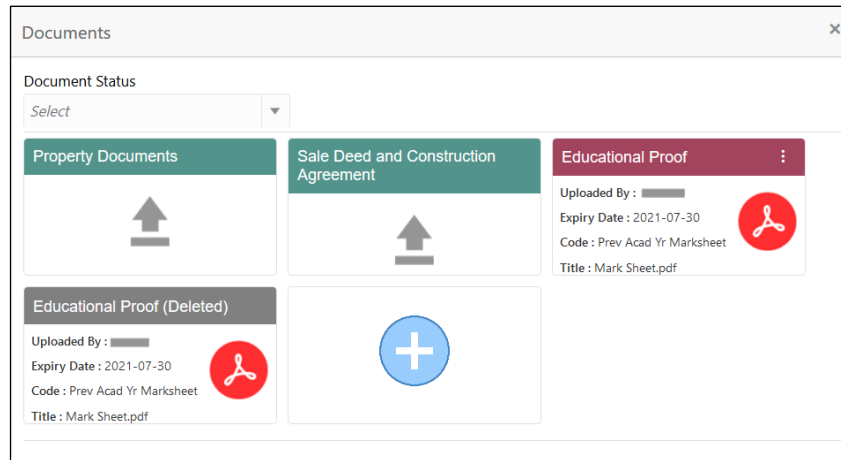 Documents
Document Status
Select
Property Documents
Sale Deed and Construction
Agreement
Educational Proof
Uploaded By :
Expiry Date : 2021-07-30
Code : Prev Acad Yr Marksheet
Title : Mark Sheet.pdf
Educational Proof (Deleted)
Uploaded By :
Expiry Date : 2021-07-30
Code : Prev Acad Yr Marksheet
Title : Mark Sheet.pdf